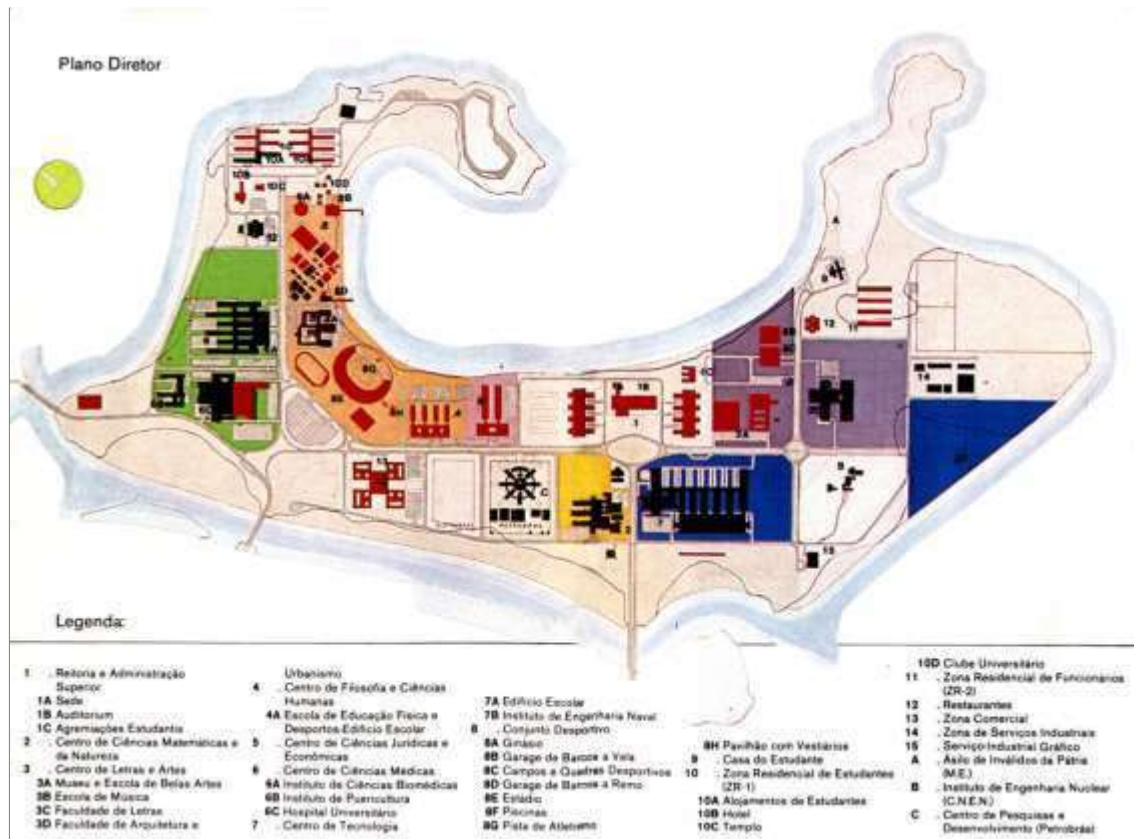 Plano Diretor
Legenda:
1 . Reitoria e Administração
Superior
1A Sede
1B Auditorium
1C Agremiações Estudantis
2 . Centro de Ciências Matemáticas e
da Natureza
3 . Centro de Letras e Artes
3A Museu e Escola de Belas Artes
3B Escola de Música
3C Faculdade de Letras
3D Faculdade de Arquitetura e
Urbanismo
4 . Centro de Filosofia e Ciências
Humanas
4A Escola de Educação Física e
Desportos-Edifício Escolar
5 . Centro de Ciências Jurídicas e
Econômicas
6 . Centro de Ciências Médicas
6A Instituto de Ciências Biomédicas
6B Instituto de Puericultura
6C Hospital Universitário
7 . Centro de Tecnologia
7A Edifício Escolar
7B Instituto de Engenharia Naval
8 . Conjunto Desportivo
8A Ginásio
8B Garage de Barcos a Vela
8C Campos e Quadras Desportivos
8D Garage de Barcos a Remo
8E Estádio
8F Piscinas
8G Pista de Atletismo
8H Pavilhão com Vestiários
9 . Casa do Estudante
10 . Zona Residencial de Estudantes
(ZR-1)
10A Alojamentos de Estudantes
10B Hotel
10C Templo
10D Clube Universitário
11 . Zona Residencial de Funcionários
(ZR-2)
12 . Restaurantes
13 . Zona Comercial
14 . Zona de Serviços Industriais
15 . Serviço Industrial Gráfico
A . Asilo de Inválidos da Pátria
(M.E.)
B . Instituto de Engenharia Nuclear
(C.N.E.N.)
C . Centro de Pesquisas e
Desenvolvimento (Petrobrás)